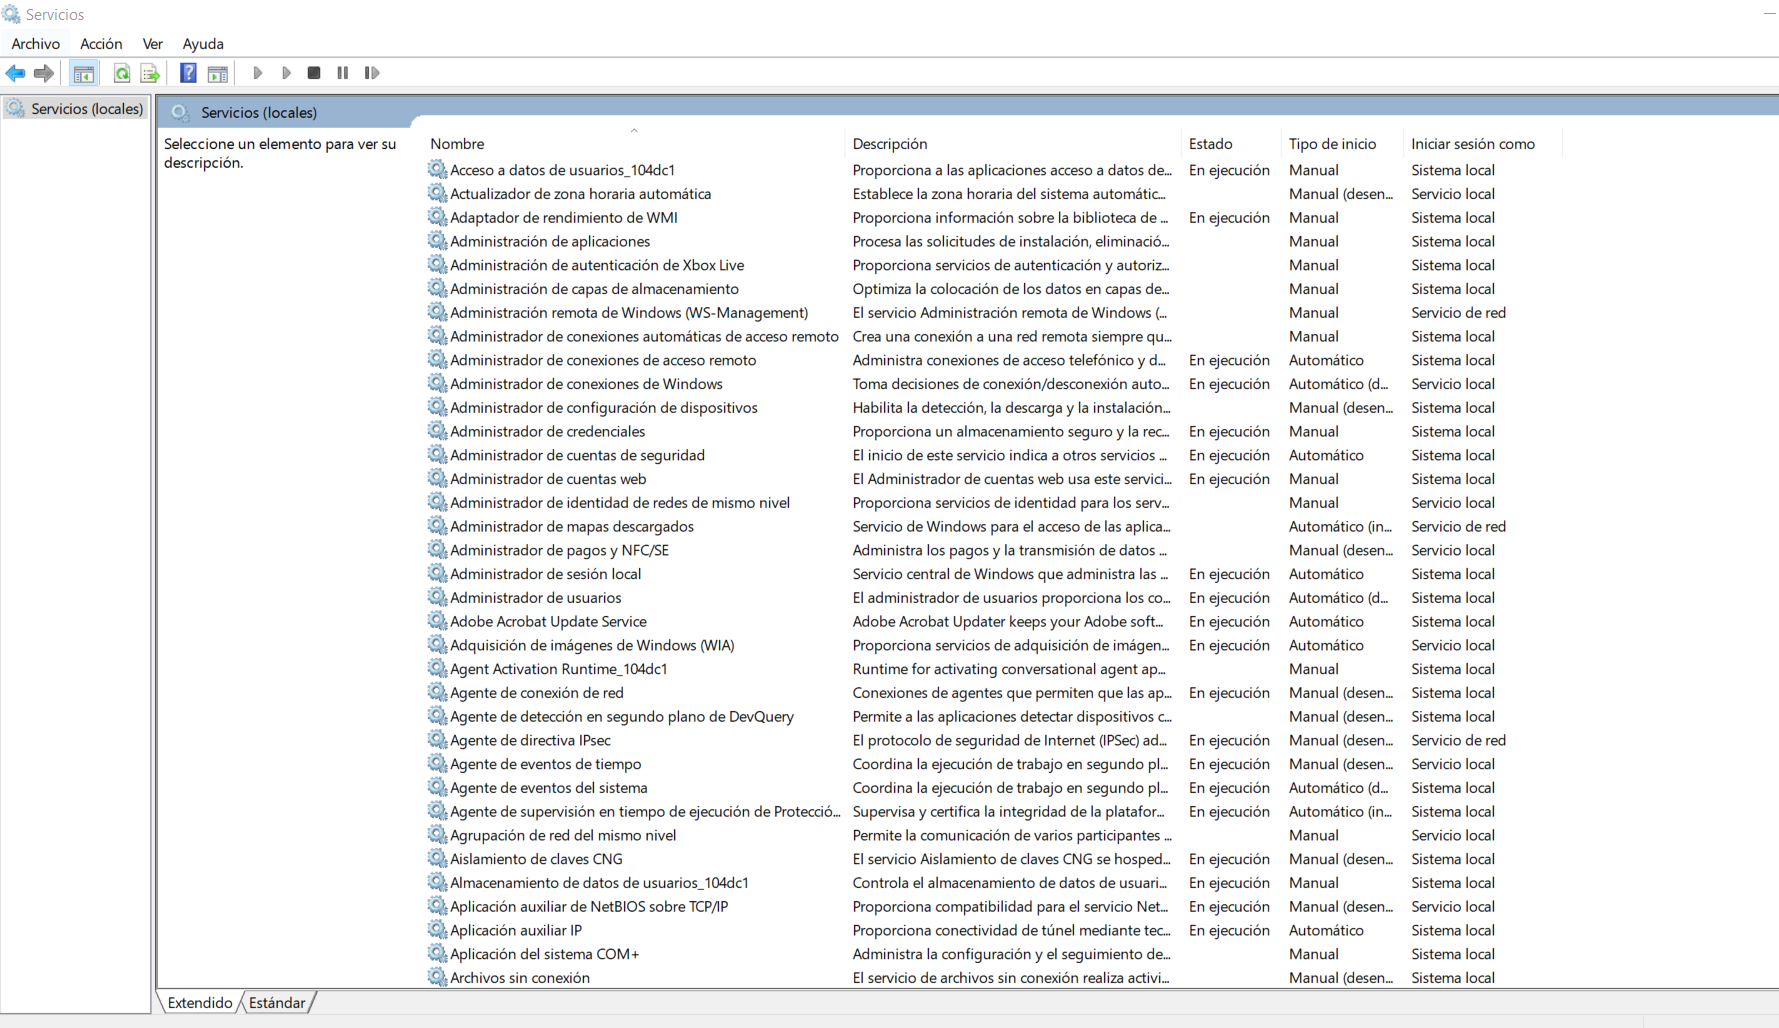 Servicios
Archivo Acción Ver Ayuda
Servicios (locales)
Servicios (locales)
Seleccione un elemento para ver su
descripción.
Nombre Descripción Estado Tipo de inicio Iniciar sesión como
Acceso a datos de usuarios_104dc1 Proporciona a las aplicaciones acceso a datos de... En ejecución Manual Sistema local
Actualizador de zona horaria automática Establece la zona horaria del sistema automátic... Manual (desen... Servicio local
Adaptador de rendimiento de WMI Proporciona información sobre la biblioteca de ... En ejecución Manual Sistema local
Administración de aplicaciones Procesa las solicitudes de instalación, eliminació... Manual Sistema local
Administración de autenticación de Xbox Live Proporciona servicios de autenticación y autoriz... Manual Sistema local
Administración de capas de almacenamiento Optimiza la colocación de los datos en capas de... Manual Sistema local
Administración remota de Windows (WS-Management) El servicio Administración remota de Windows (... Manual Servicio de red
Administrador de conexiones automáticas de acceso remoto Crea una conexión a una red remota siempre qu... Manual Sistema local
Administrador de conexiones de acceso remoto Administra conexiones de acceso telefónico y d... En ejecución Automático Sistema local
Administrador de conexiones de Windows Toma decisiones de conexión/desconexión auto... En ejecución Automático (d... Servicio local
Administrador de configuración de dispositivos Habilita la detección, la descarga y la instalación... Manual (desen... Sistema local
Administrador de credenciales Proporciona un almacenamiento seguro y la rec... En ejecución Manual Sistema local
Administrador de cuentas de seguridad El inicio de este servicio indica a otros servicios ... En ejecución Automático Sistema local
Administrador de cuentas web El Administrador de cuentas web usa este servici... En ejecución Manual Sistema local
Administrador de identidad de redes de mismo nivel Proporciona servicios de identidad para los serv... Manual Servicio local
Administrador de mapas descargados Servicio de Windows para el acceso de las aplica... Automático (in... Servicio de red
Administrador de pagos y NFC/SE Administra los pagos y la transmisión de datos ... Manual (desen... Servicio local
Administrador de sesión local Servicio central de Windows que administra las ... En ejecución Automático Sistema local
Administrador de usuarios El administrador de usuarios proporciona los co... En ejecución Automático (d... Sistema local
Adobe Acrobat Update Service Adobe Acrobat Updater keeps your Adobe soft... En ejecución Automático Sistema local
Adquisición de imágenes de Windows (WIA) Proporciona servicios de adquisición de imágen... En ejecución Automático Servicio local
Agent Activation Runtime_104dc1 Runtime for activating conversational agent ap... Manual Sistema local
Agente de conexión de red Conexiones de agentes que permiten que las ap... En ejecución Manual (desen... Sistema local
Agente de detección en segundo plano de DevQuery Permite a las aplicaciones detectar dispositivos c... Manual (desen... Sistema local
Agente de directiva IPsec El protocolo de seguridad de Internet (IPSec) ad... En ejecución Manual (desen... Servicio de red
Agente de eventos de tiempo Coordina la ejecución de trabajo en segundo pl... En ejecución Manual (desen... Servicio local
Agente de eventos del sistema Coordina la ejecución de trabajo en segundo pl... En ejecución Automático (d... Sistema local
Agente de supervisión en tiempo de ejecución de Protecció... Supervisa y certifica la integridad de la platafor... En ejecución Automático (in... Sistema local
Agrupación de red del mismo nivel Permite la comunicación de varios participantes ... Manual Servicio local
Aislamiento de claves CNG El servicio Aislamiento de claves CNG se hosped... En ejecución Manual (desen... Sistema local
Almacenamiento de datos de usuarios_104dc1 Controla el almacenamiento de datos de usuari... En ejecución Manual Sistema local
Aplicación auxiliar de NetBIOS sobre TCP/IP Proporciona compatibilidad para el servicio Net... En ejecución Manual (desen... Servicio local
Aplicación auxiliar IP Proporciona conectividad de túnel mediante tec... En ejecución Automático Sistema local
Aplicación del sistema COM+ Administra la configuración y el seguimiento de... Manual Sistema local
Archivos sin conexión El servicio de archivos sin conexión realiza activi... Manual (desen... Sistema local
Extendido Estándar